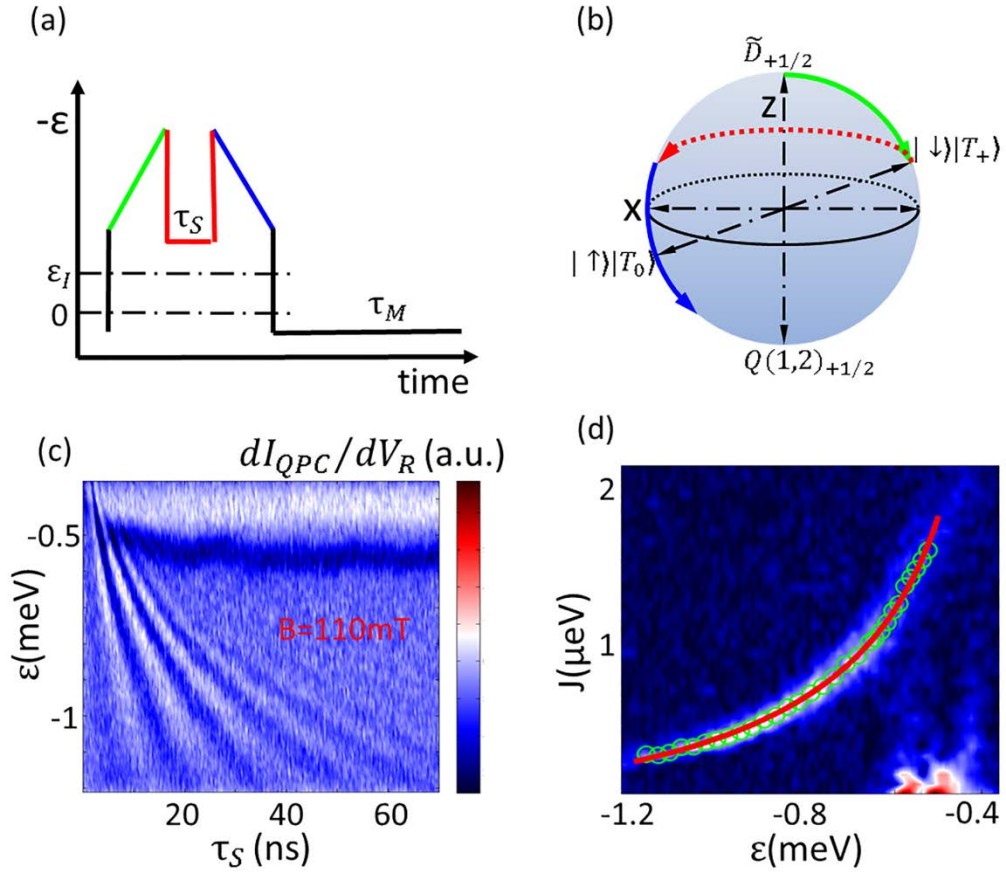 (a)
-ε
τ_S
ε_I
0
τ_M
time
(b)
D̃_{+1/2}
Z
|↓⟩|T_+⟩
X
|↑⟩|T_0⟩
Q(1,2)_{+1/2}
(c)
dI_{QPC}/dV_R (a.u.)
ε(meV)
-0.5
-1
B=110mT
20
40
60
τ_S (ns)
(d)
J(µeV)
2
1
-1.2
-0.8
-0.4
ε(meV)